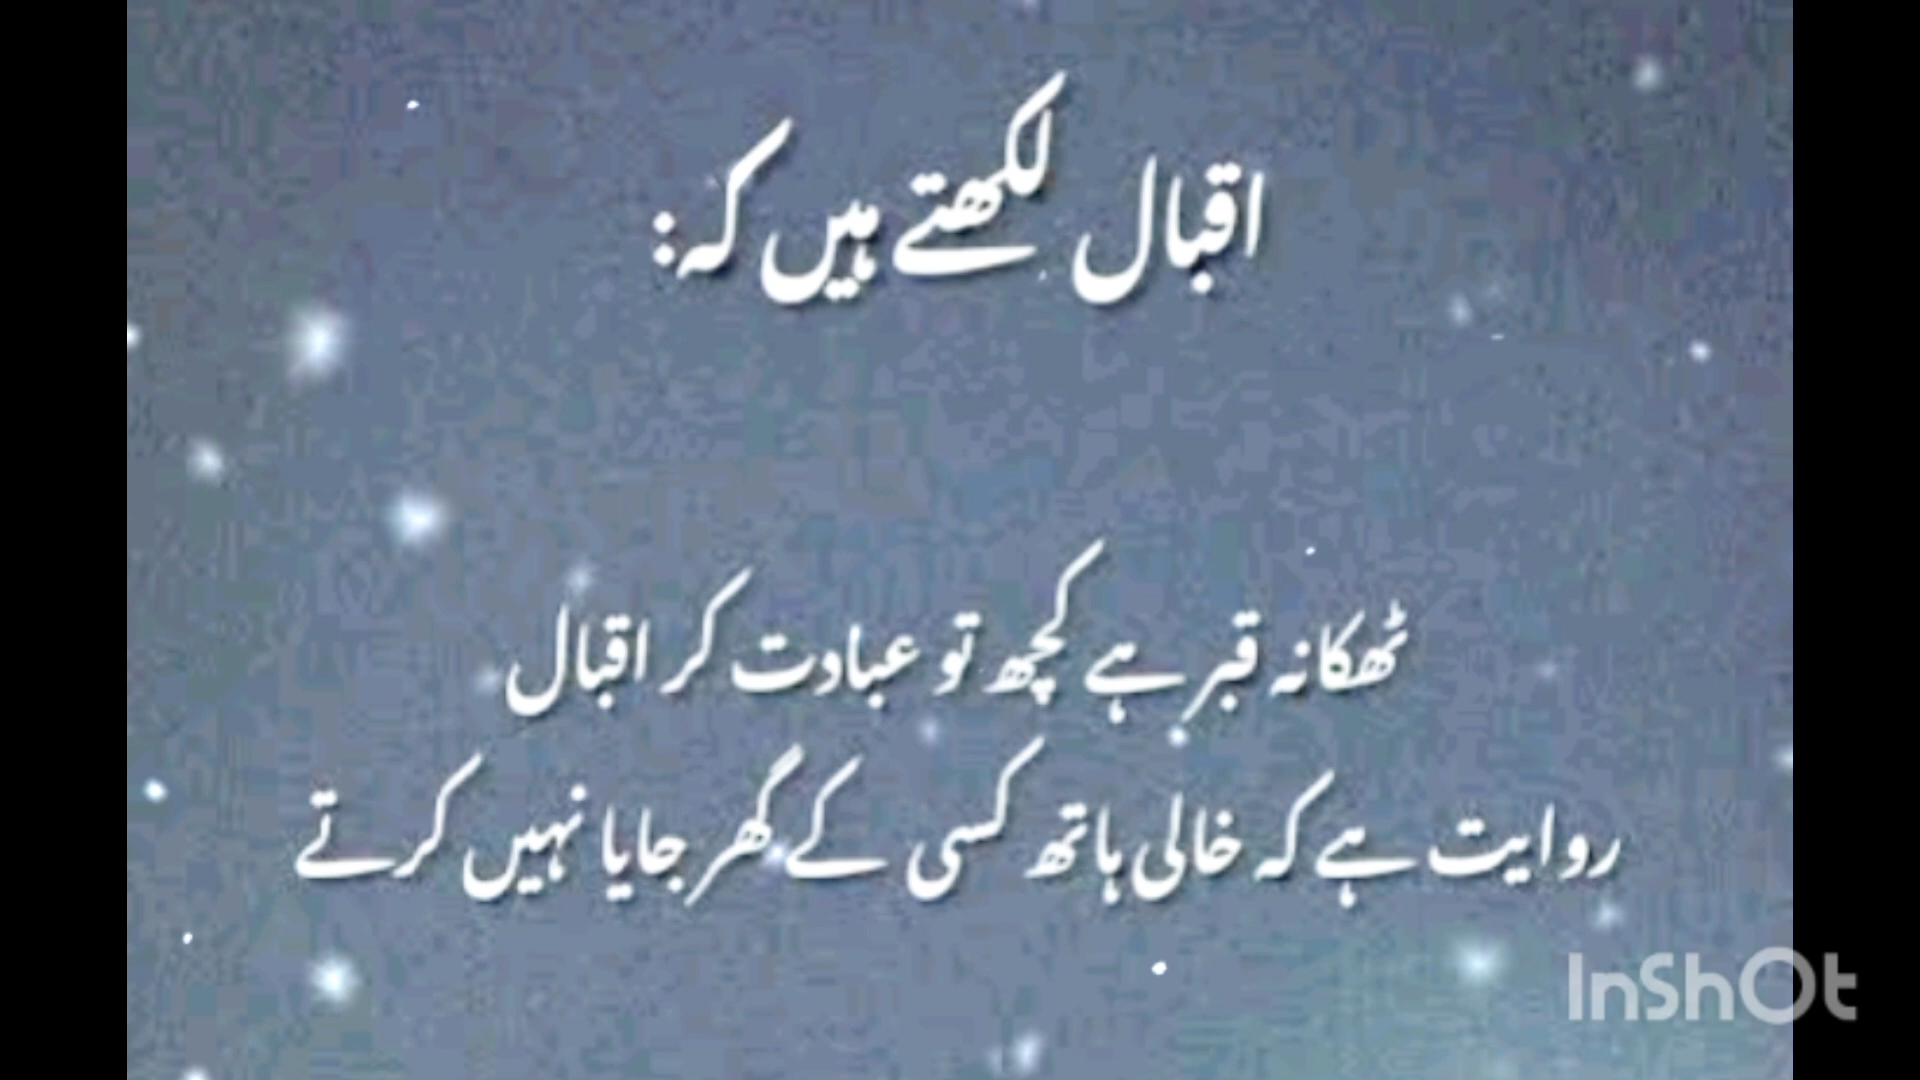 اقبال لکھتے ہیں کہ:
ٹھکانہ قبر ہے کچھ تو عبادت کر اقبال
روایت ہے کہ خالی ہاتھ کسی کے گھر جایا نہیں کرتے
InShOt